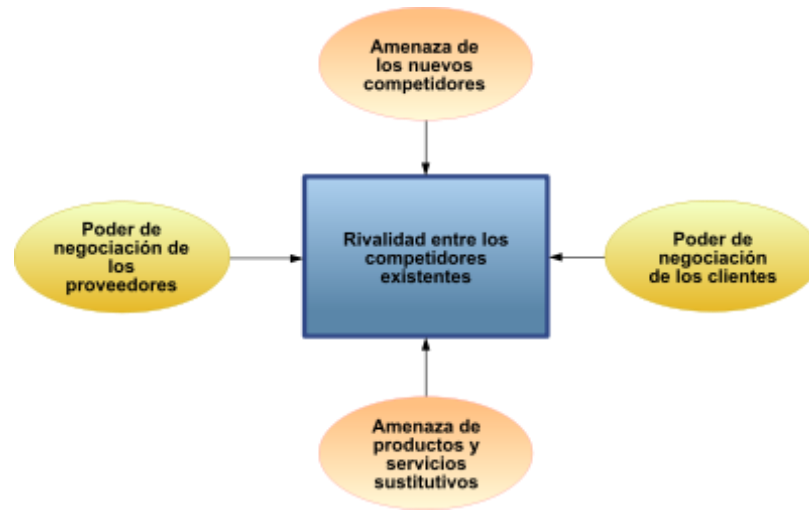 Amenaza de
los nuevos
competidores
Poder de
negociación de
los
proveedores
Rivalidad entre los
competidores
existentes
Poder de
negociación
de los clientes
Amenaza de
productos y
servicios
sustitutivos